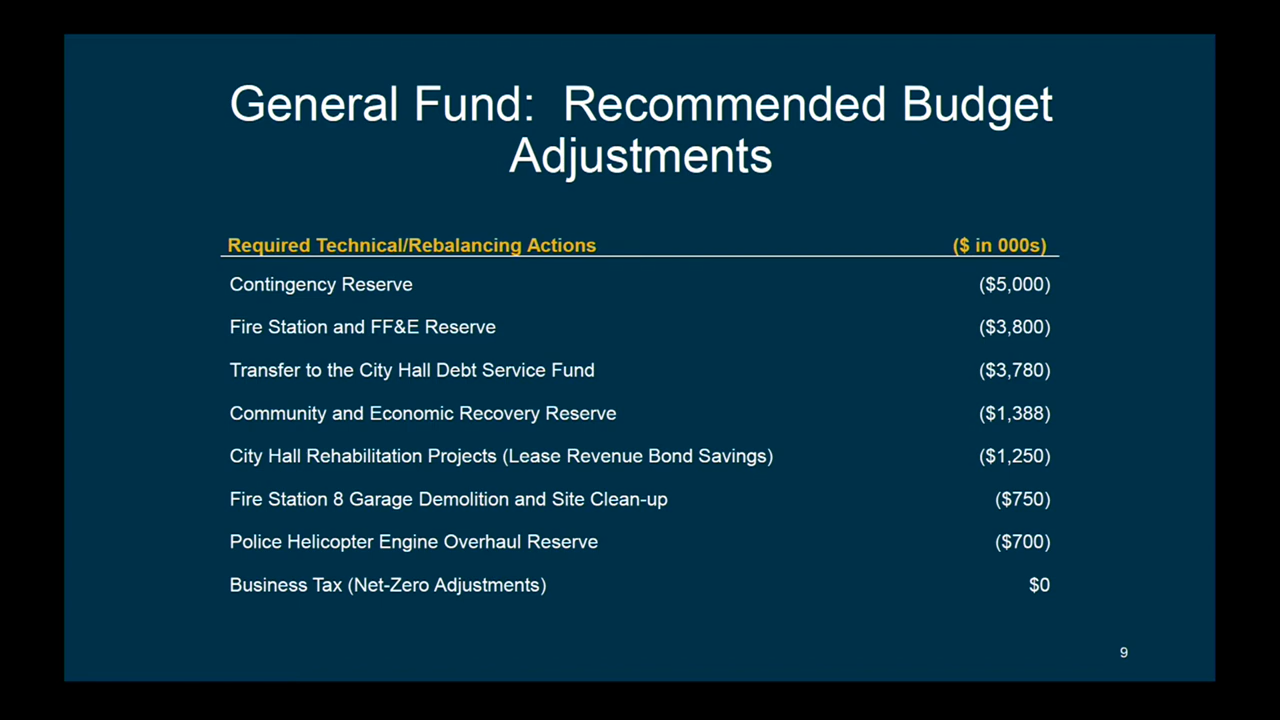 General Fund:  Recommended Budget
Adjustments
Required Technical/Rebalancing Actions ($ in 000s)
Contingency Reserve ($5,000)
Fire Station and FF&E Reserve ($3,800)
Transfer to the City Hall Debt Service Fund ($3,780)
Community and Economic Recovery Reserve ($1,388)
City Hall Rehabilitation Projects (Lease Revenue Bond Savings) ($1,250)
Fire Station 8 Garage Demolition and Site Clean-up ($750)
Police Helicopter Engine Overhaul Reserve ($700)
Business Tax (Net-Zero Adjustments) $0
9